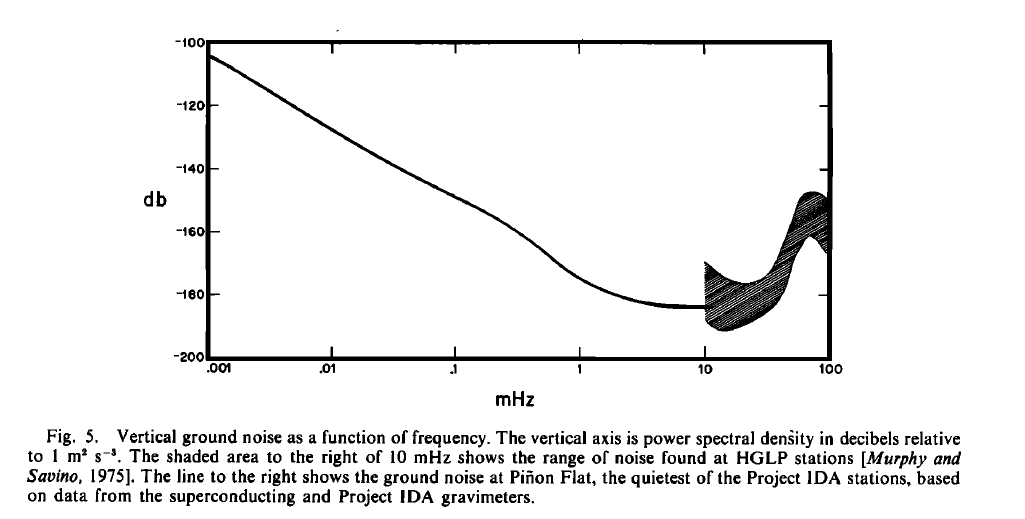 -100
-120
-140
db
-160
-180
-200
.001 .01 .1 1 10 100
mHz
Fig. 5. Vertical ground noise as a function of frequency. The vertical axis is power spectral density in decibels relative
to 1 m² s⁻³. The shaded area to the right of 10 mHz shows the range of noise found at HGLP stations [Murphy and
Savino, 1975]. The line to the right shows the ground noise at Piñon Flat, the quietest of the Project IDA stations, based
on data from the superconducting and Project IDA gravimeters.